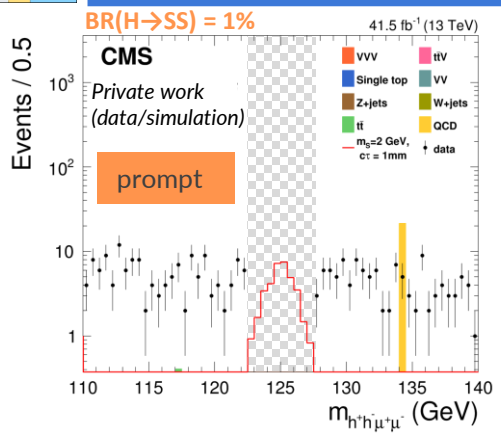 BR(H→SS) = 1%
41.5 fb⁻¹ (13 TeV)
CMS
Private work
(data/simulation)
prompt
VVV
tt̄V
Single top
VV
Z+jets
W+jets
tt̄
QCD
m_S=2 GeV,
cτ = 1mm
data
Events / 0.5
10³
10²
10
1
110 115 120 125 130 135 140
m_h⁺h⁻μ⁺μ⁻ (GeV)